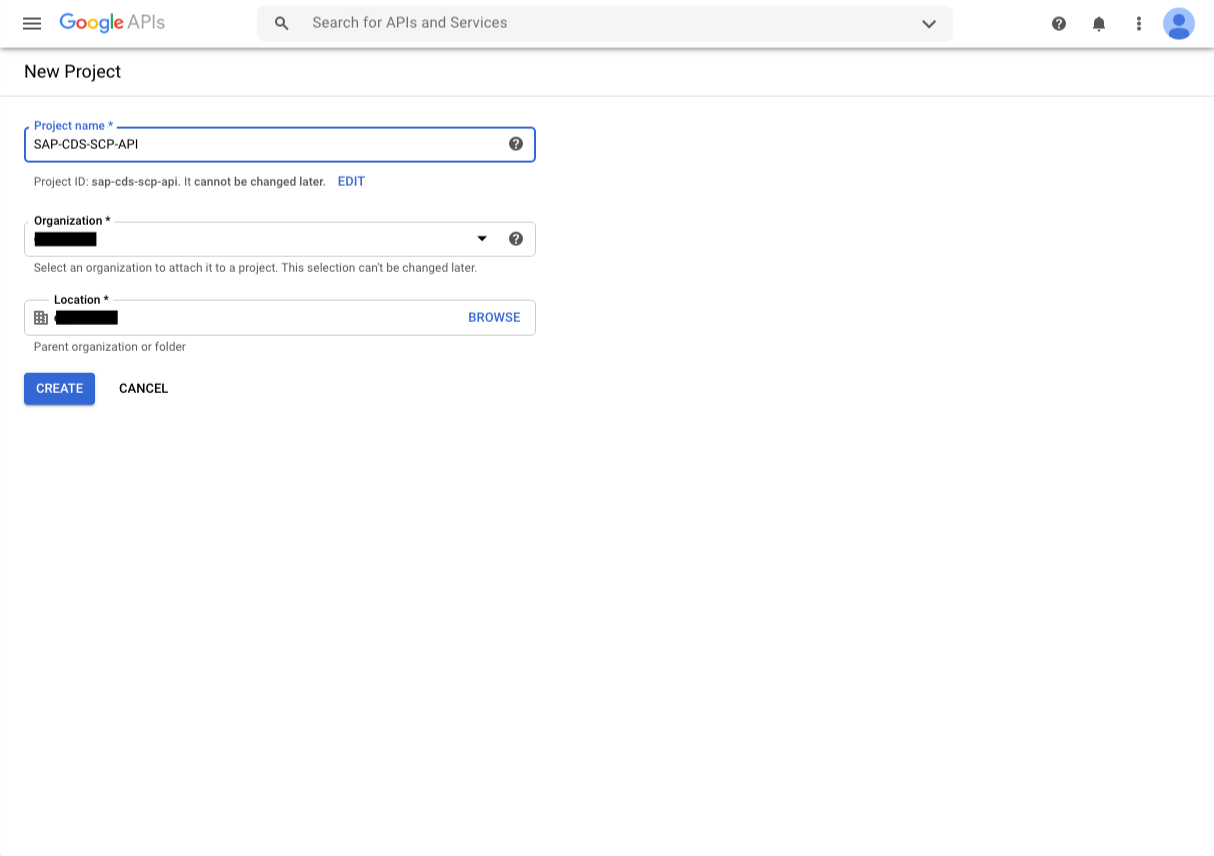 Google APIs
Search for APIs and Services
New Project
Project name *
SAP-CDS-SCP-API
Project ID: sap-cds-scp-api. It cannot be changed later. EDIT
Organization *
Select an organization to attach it to a project. This selection can't be changed later.
Location *
BROWSE
Parent organization or folder
CREATE CANCEL